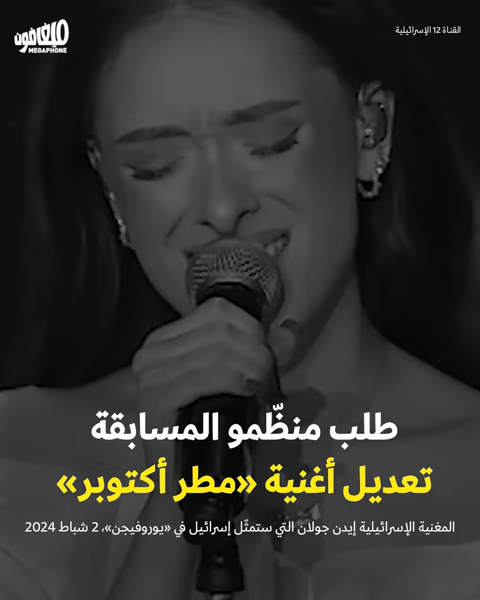 ميغافون
MEGAPHONE
القناة 12 الإسرائيلية
طلب منظّمو المسابقة
تعديل أغنية «مطر أكتوبر»
المغنية الإسرائيلية إيدن جولان التي ستمثّل إسرائيل في «يوروفيجن»، 2 شباط 2024